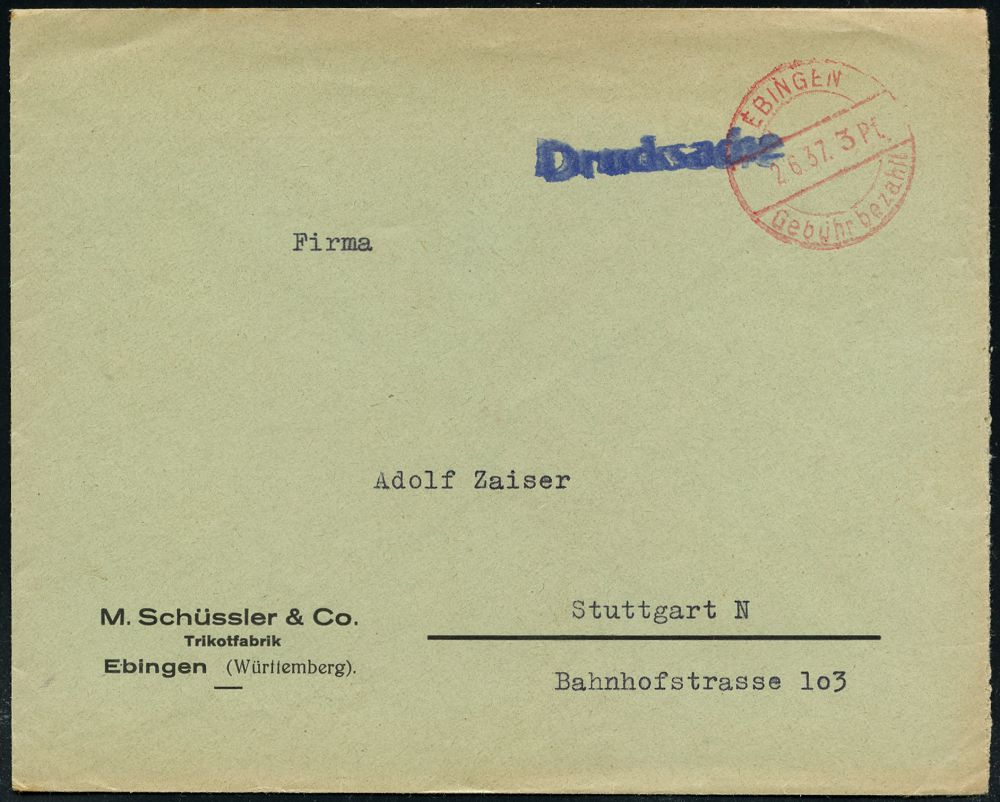 EBINGEN
2.6.37. 3 Pf.
Gebühr bezahlt
Drucksache
Firma
Adolf Zaiser
Stuttgart N
Bahnhofstrasse 1o3
M. Schüssler & Co.
Trikotfabrik
Ebingen (Württemberg).